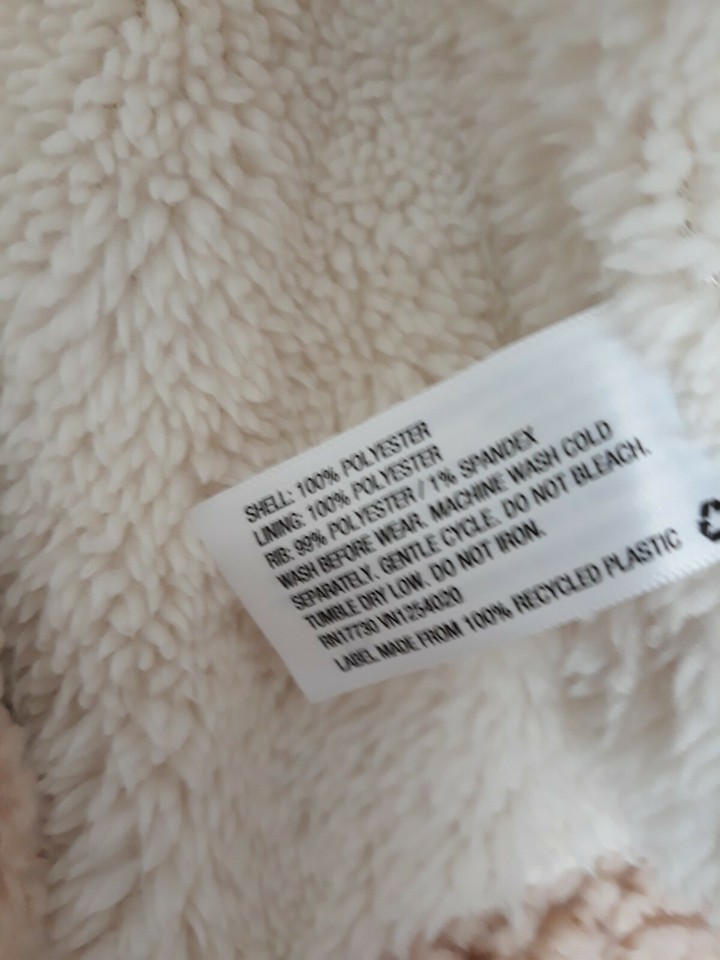 SHELL: 100% POLYESTER
LINING: 100% POLYESTER
RIB: 99% POLYESTER / 1% SPANDEX
WASH BEFORE WEAR. MACHINE WASH COLD
SEPARATELY. GENTLE CYCLE. DO NOT BLEACH.
TUMBLE DRY LOW. DO NOT IRON.
RN17730 VN1254020
LABEL MADE FROM 100% RECYCLED PLASTIC